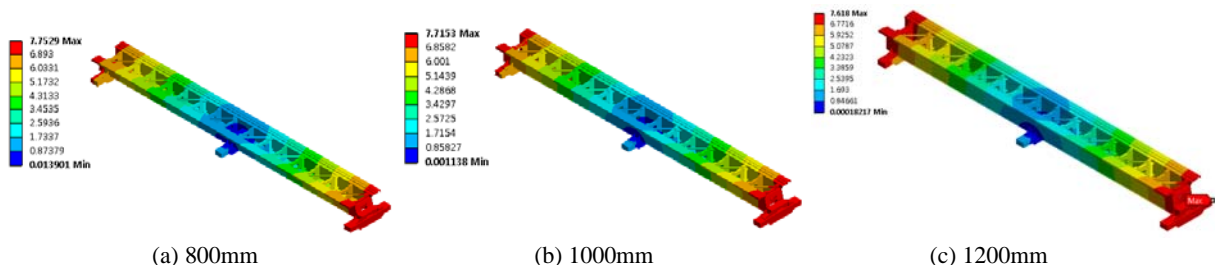 7.7529 Max
6.893
6.0331
5.1732
4.3133
3.4535
2.5936
1.7337
0.87379
0.013901 Min
(a) 800mm
7.7153 Max
6.8582
6.001
5.1439
4.2868
3.4297
2.5725
1.7154
0.85827
0.001138 Min
(b) 1000mm
7.618 Max
6.7716
5.9252
5.0787
4.2323
3.3859
2.5395
1.693
0.84661
0.00018217 Min
Max
(c) 1200mm